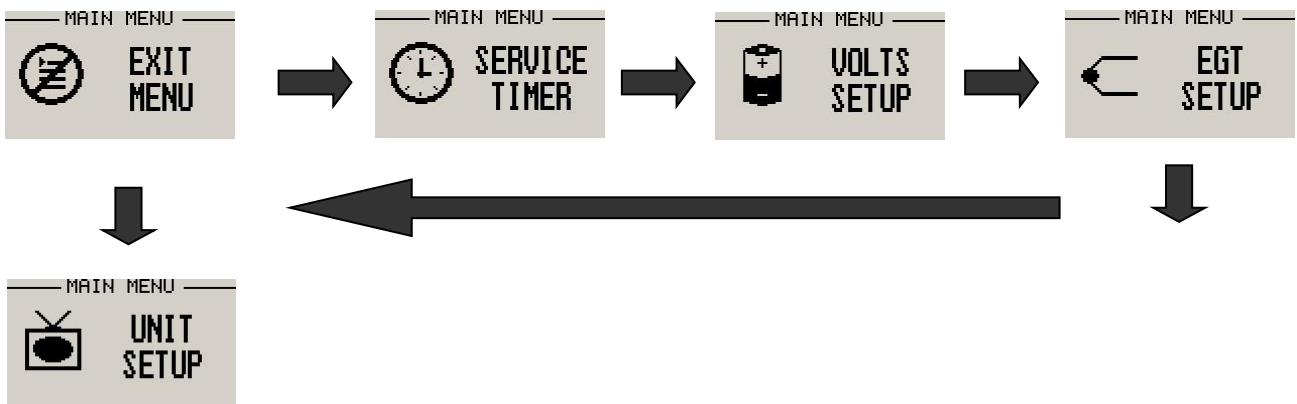 MAIN MENU
EXIT
MENU
MAIN MENU
SERVICE
TIMER
MAIN MENU
VOLTS
SETUP
MAIN MENU
EGT
SETUP
MAIN MENU
UNIT
SETUP